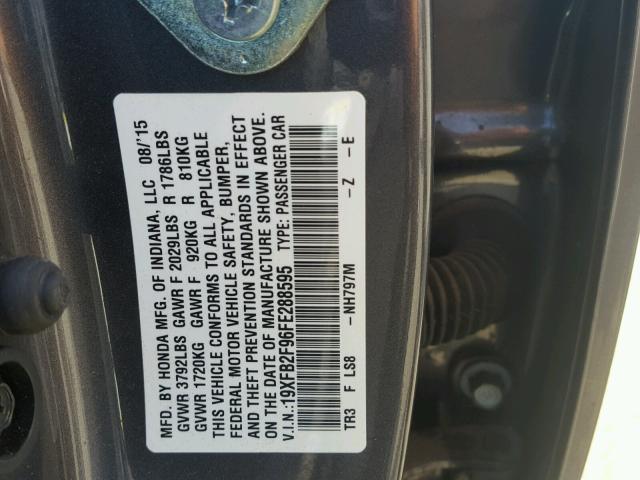 MFD. BY HONDA MFG. OF INDIANA, LLC 08/'15
GVWR 3792LBS GAWR F 2029LBS R 1786LBS
GVWR 1720KG GAWR F 920KG R 810KG
THIS VEHICLE CONFORMS TO ALL APPLICABLE
FEDERAL MOTOR VEHICLE SAFETY, BUMPER,
AND THEFT PREVENTION STANDARDS IN EFFECT
ON THE DATE OF MANUFACTURE SHOWN ABOVE.
V.I.N.:19XFB2F96FE288595 TYPE: PASSENGER CAR
TR3 F LS8 -NH797M -Z -E